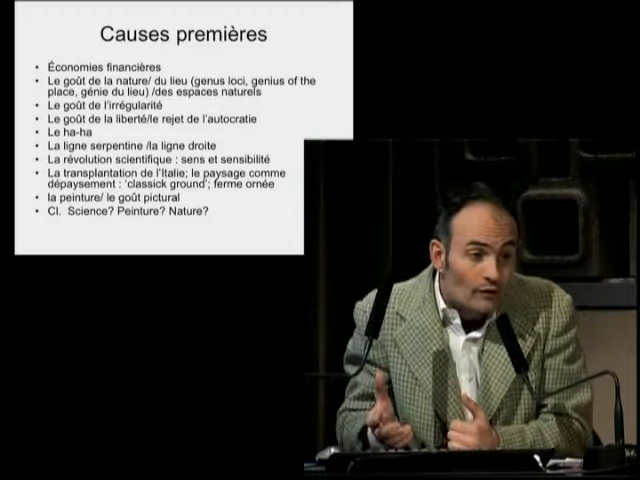 Causes premières
• Économies financières
• Le goût de la nature/ du lieu (genus loci, genius of the
place, génie du lieu) /des espaces naturels
• Le goût de l'irrégularité
• Le goût de la liberté/le rejet de l'autocratie
• Le ha-ha
• La ligne serpentine /la ligne droite
• La révolution scientifique : sens et sensibilité
• La transplantation de l'Italie; le paysage comme
dépaysement : 'classick ground'; ferme ornée
• la peinture/ le goût pictural
• Cl. Science? Peinture? Nature?